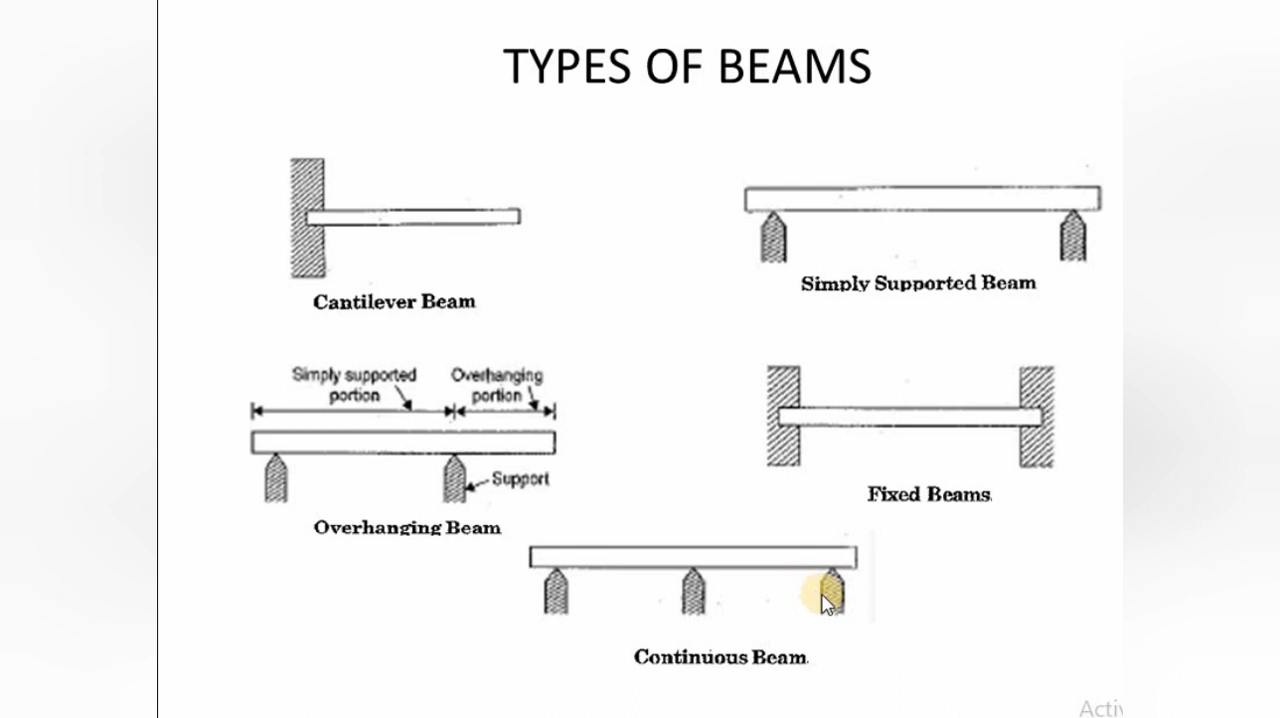 TYPES OF BEAMS
Cantilever Beam
Simply Supported Beam
Simply supported
portion
Overhanging
portion
Support
Overhanging Beam
Fixed Beams.
Continuous Beam.
Activ